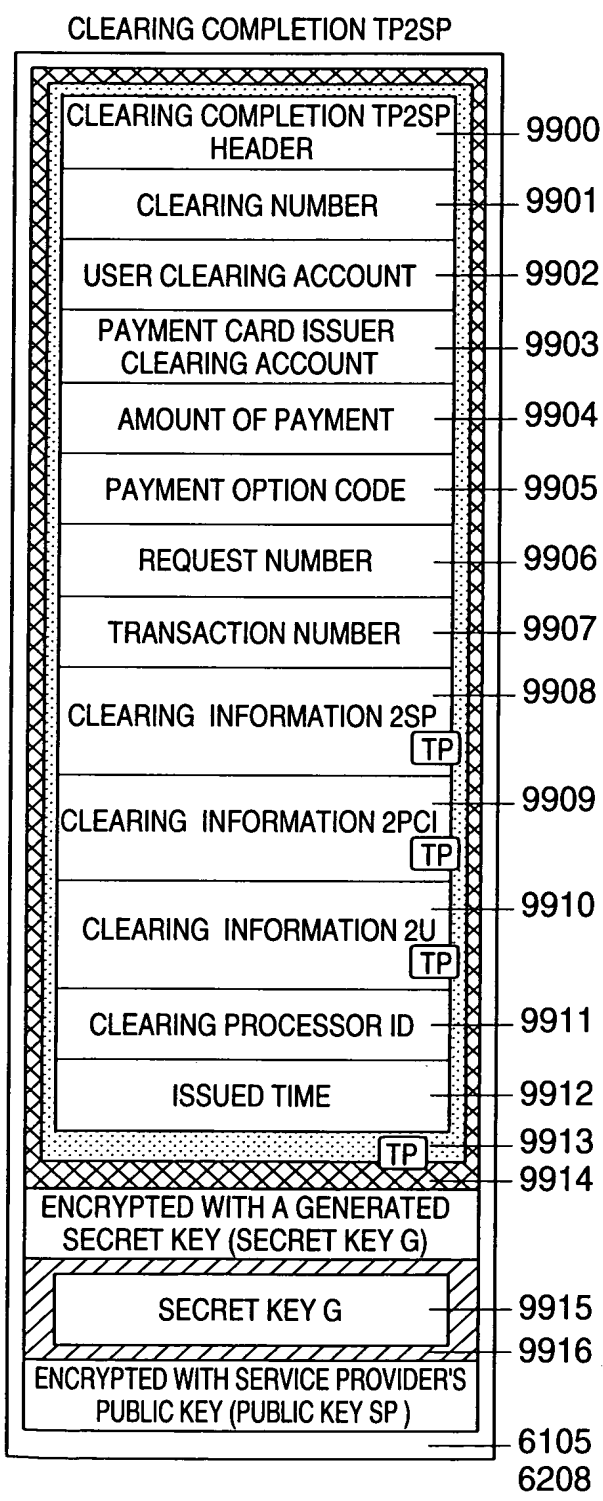 CLEARING COMPLETION TP2SP
CLEARING COMPLETION TP2SP
HEADER
9900
CLEARING NUMBER
9901
USER CLEARING ACCOUNT
9902
PAYMENT CARD ISSUER
CLEARING ACCOUNT
9903
AMOUNT OF PAYMENT
9904
PAYMENT OPTION CODE
9905
REQUEST NUMBER
9906
TRANSACTION NUMBER
9907
CLEARING INFORMATION 2SP
9908
TP
CLEARING INFORMATION 2PCI
9909
TP
CLEARING INFORMATION 2U
9910
TP
CLEARING PROCESSOR ID
9911
ISSUED TIME
9912
TP
9913
9914
ENCRYPTED WITH A GENERATED
SECRET KEY (SECRET KEY G)
SECRET KEY G
9915
9916
ENCRYPTED WITH SERVICE PROVIDER'S
PUBLIC KEY (PUBLIC KEY SP )
6105
6208